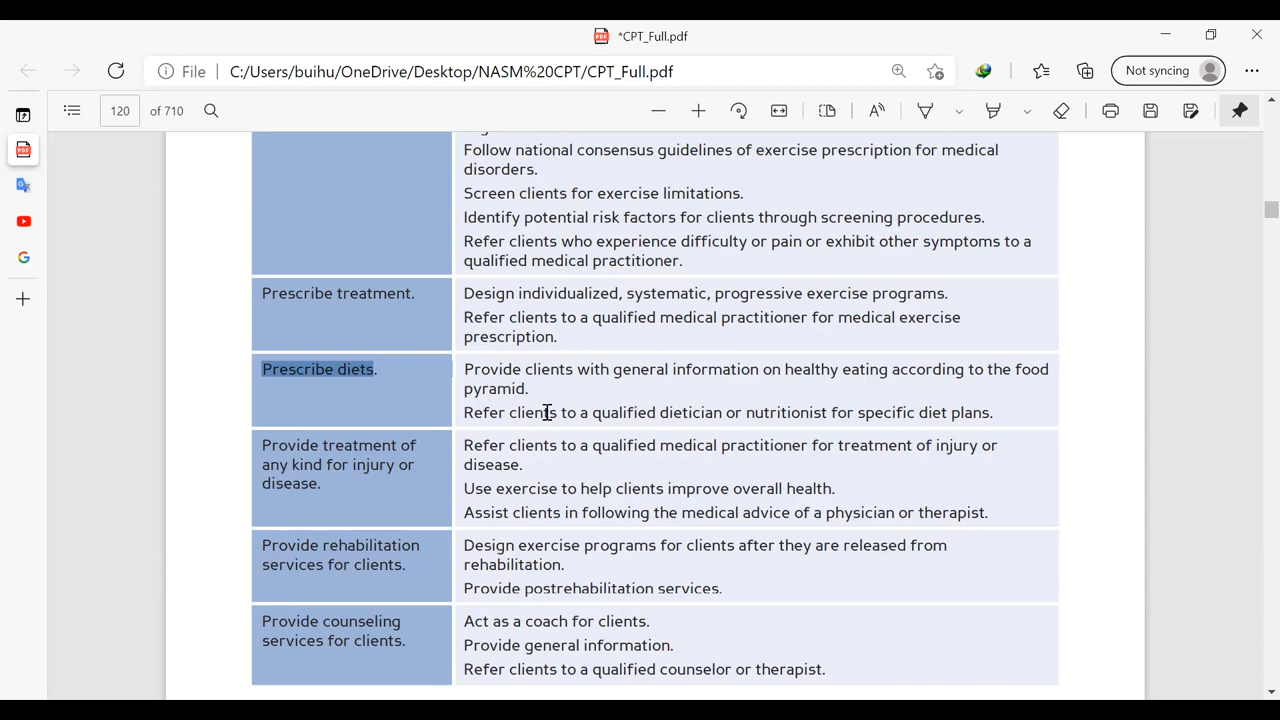 *CPT_Full.pdf
File
C:/Users/buihu/OneDrive/Desktop/NASM%20CPT/CPT_Full.pdf
Not syncing
120 of 710
Follow national consensus guidelines of exercise prescription for medical
disorders.
Screen clients for exercise limitations.
Identify potential risk factors for clients through screening procedures.
Refer clients who experience difficulty or pain or exhibit other symptoms to a
qualified medical practitioner.
Prescribe treatment.
Design individualized, systematic, progressive exercise programs.
Refer clients to a qualified medical practitioner for medical exercise
prescription.
Prescribe diets.
Provide clients with general information on healthy eating according to the food
pyramid.
Refer clients to a qualified dietician or nutritionist for specific diet plans.
Provide treatment of
any kind for injury or
disease.
Refer clients to a qualified medical practitioner for treatment of injury or
disease.
Use exercise to help clients improve overall health.
Assist clients in following the medical advice of a physician or therapist.
Provide rehabilitation
services for clients.
Design exercise programs for clients after they are released from
rehabilitation.
Provide postrehabilitation services.
Provide counseling
services for clients.
Act as a coach for clients.
Provide general information.
Refer clients to a qualified counselor or therapist.